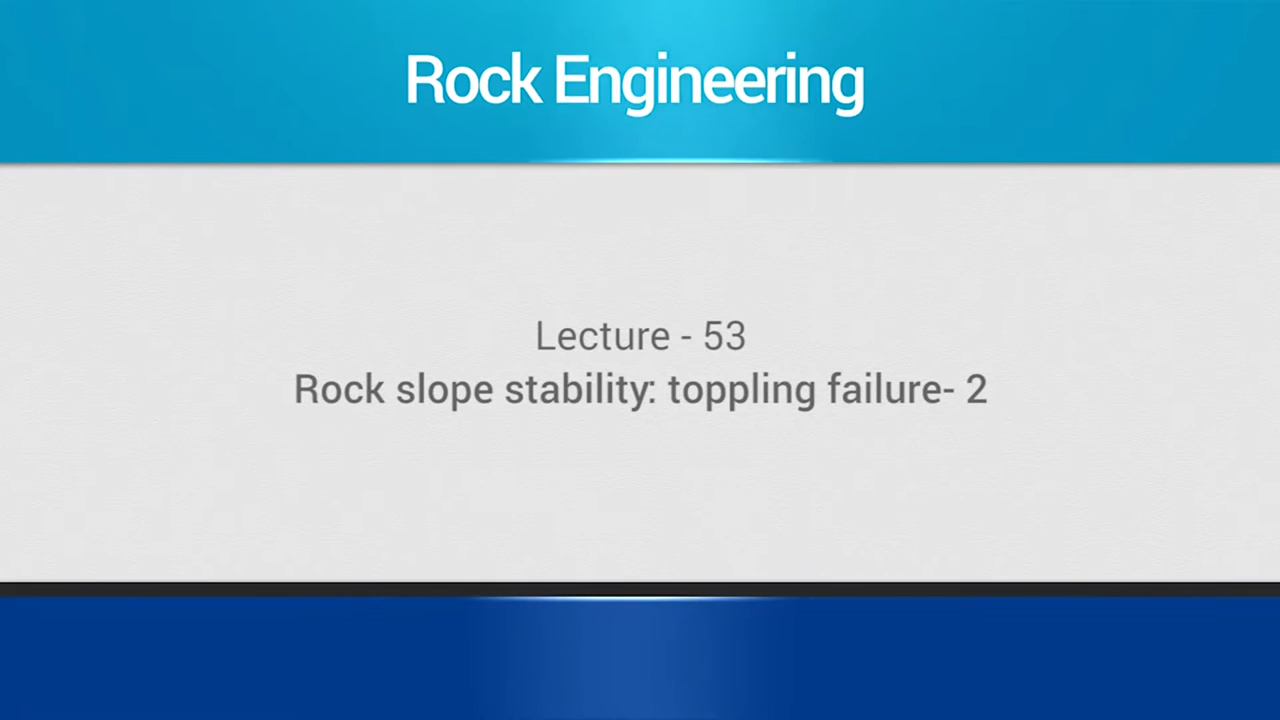 Rock Engineering
Lecture - 53
Rock slope stability: toppling failure- 2